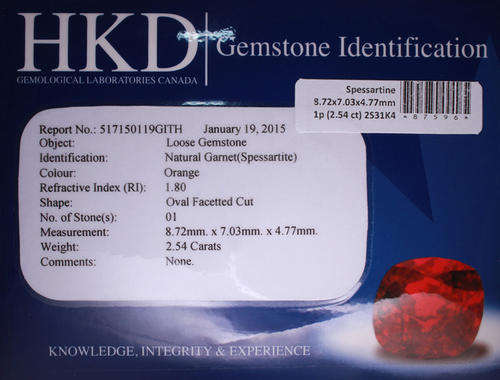 HKD Gemstone Identification
GEMOLOGICAL LABORATORIES CANADA
Spessartine
8.72x7.03x4.77mm
1p (2.54 ct) 2S31K4
*87596*
Report No.: 517150119GITH January 19, 2015
Object: Loose Gemstone
Identification: Natural Garnet(Spessartite)
Colour: Orange
Refractive Index (RI): 1.80
Shape: Oval Facetted Cut
No. of Stone(s) 01
Measurement: 8.72mm. x 7.03mm. x 4.77mm.
Weight: 2.54 Carats
Comments: None.
KNOWLEDGE, INTEGRITY & EXPERIENCE